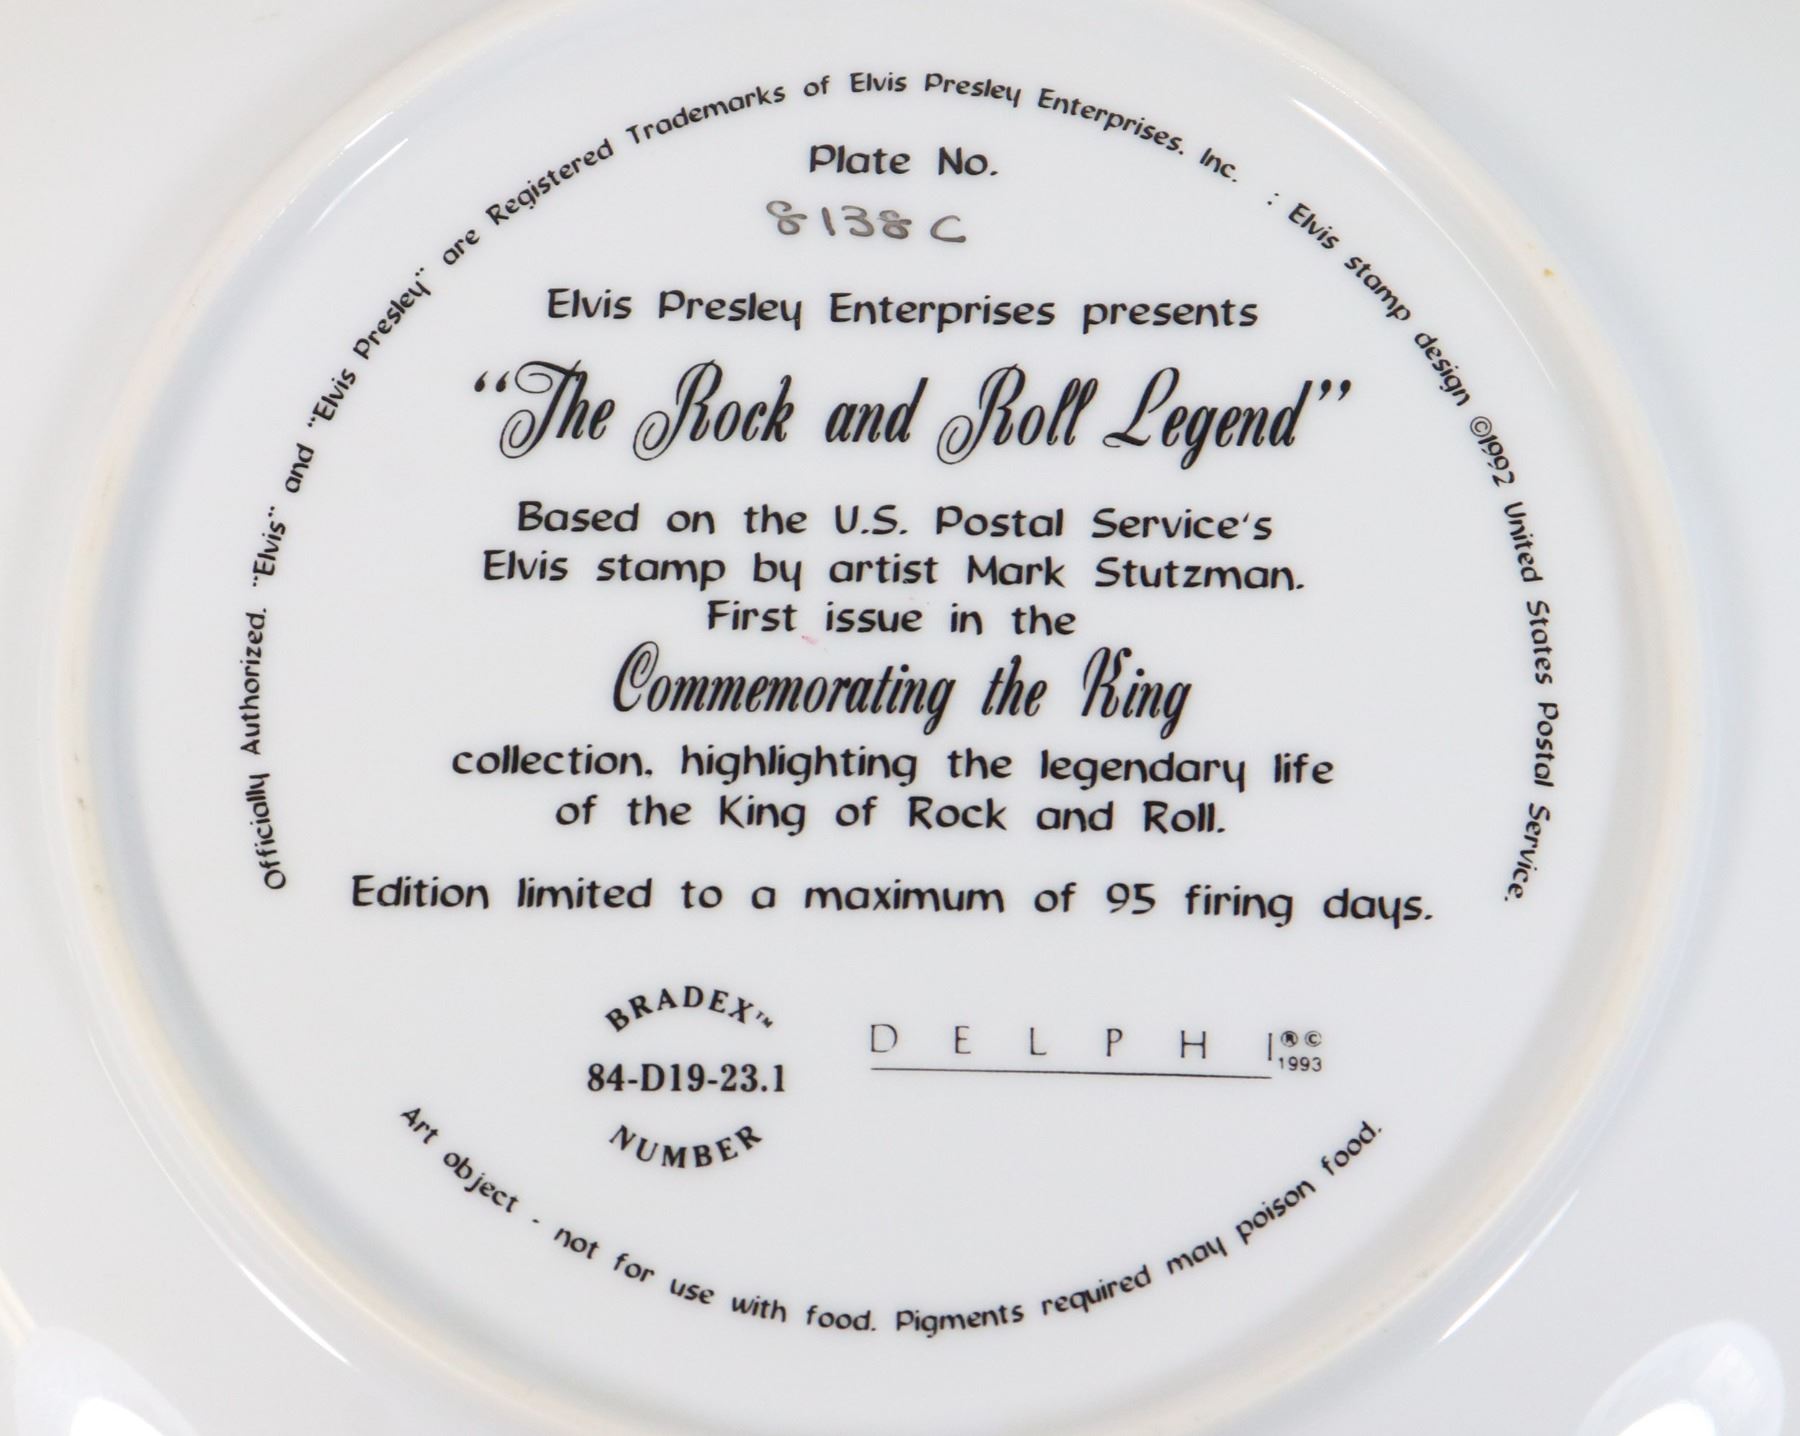 Officially Authorized. "Elvis" and "Elvis Presley" are Registered Trademarks of Elvis Presley Enterprises. Inc. : Elvis stamp design ©1992 United States Postal Service.
Plate No.
8138C
Elvis Presley Enterprises presents
“The Rock and Roll Legend”
Based on the U.S. Postal Service's
Elvis stamp by artist Mark Stutzman.
First issue in the
Commemorating the King
collection, highlighting the legendary life
of the King of Rock and Roll.
Edition limited to a maximum of 95 firing days.
BRADEX™
84-D19-23.1
NUMBER
DELPHI®©
1993
Art object - not for use with food. Pigments required may poison food.